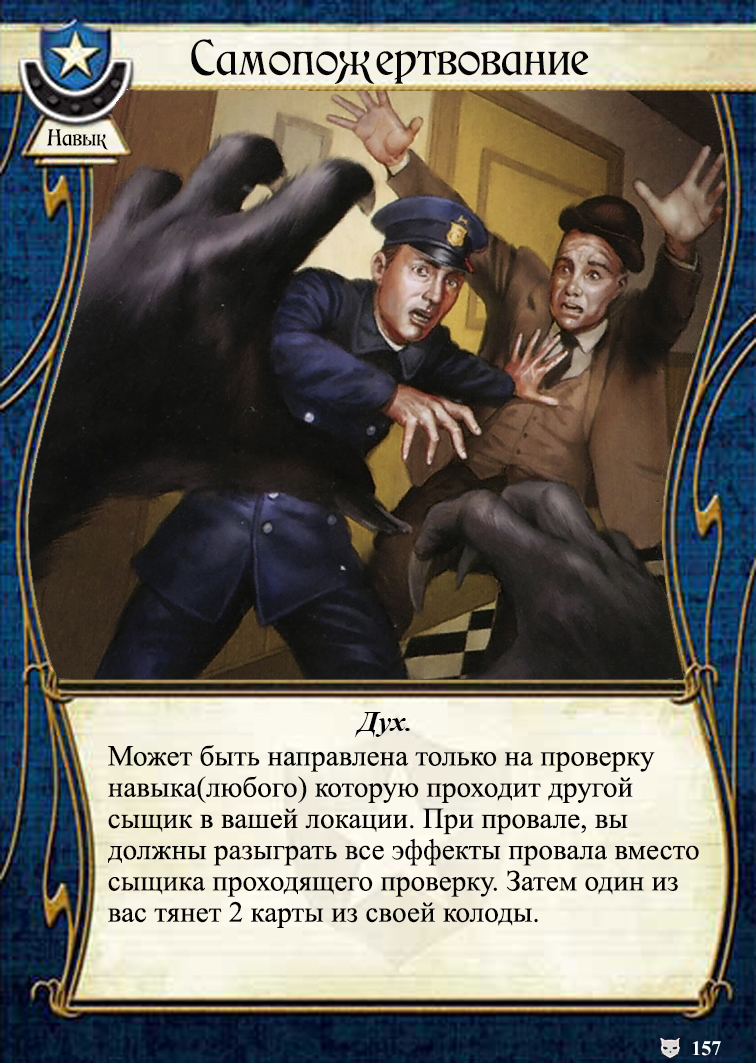 Самопожертвование
Навык
Дух.
Может быть направлена только на проверку
навыка(любого) которую проходит другой
сыщик в вашей локации. При провале, вы
должны разыграть все эффекты провала вместо
сыщика проходящего проверку. Затем один из
вас тянет 2 карты из своей колоды.
157